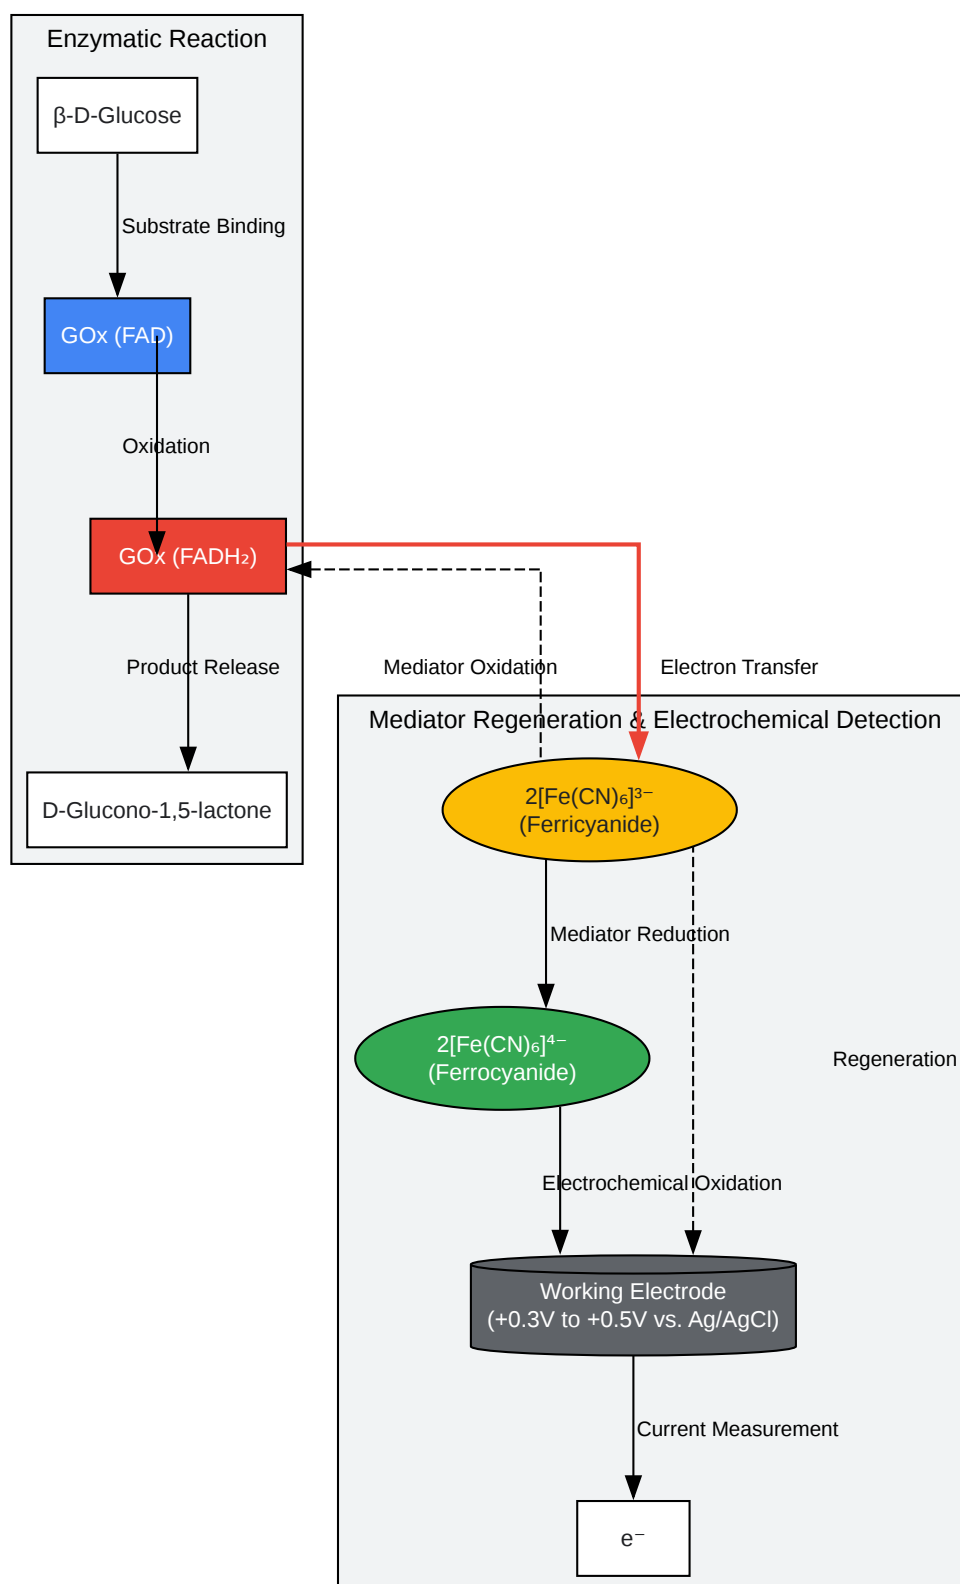 Enzymatic Reaction
β-D-Glucose
Substrate Binding
GOx (FAD)
Oxidation
GOx (FADH₂)
Product Release
Mediator Oxidation
Electron Transfer
D-Glucono-1,5-lactone
Mediator Regeneration & Electrochemical Detection
2[Fe(CN)₆]³⁻
(Ferricyanide)
Mediator Reduction
2[Fe(CN)₆]⁴⁻
(Ferrocyanide)
Regeneration
Electrochemical Oxidation
Working Electrode
(+0.3V to +0.5V vs. Ag/AgCl)
Current Measurement
e⁻